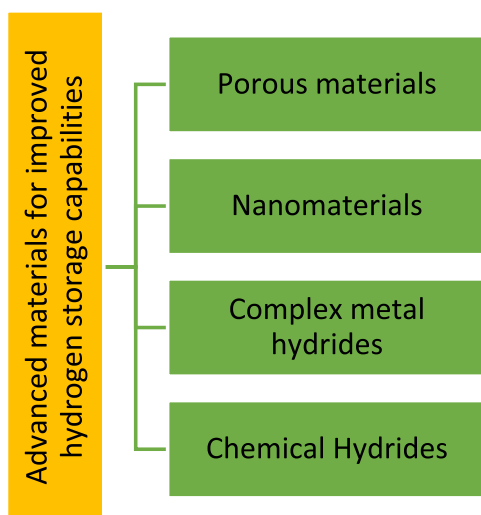 Advanced materials for improved
hydrogen storage capabilities
Porous materials
Nanomaterials
Complex metal
hydrides
Chemical Hydrides